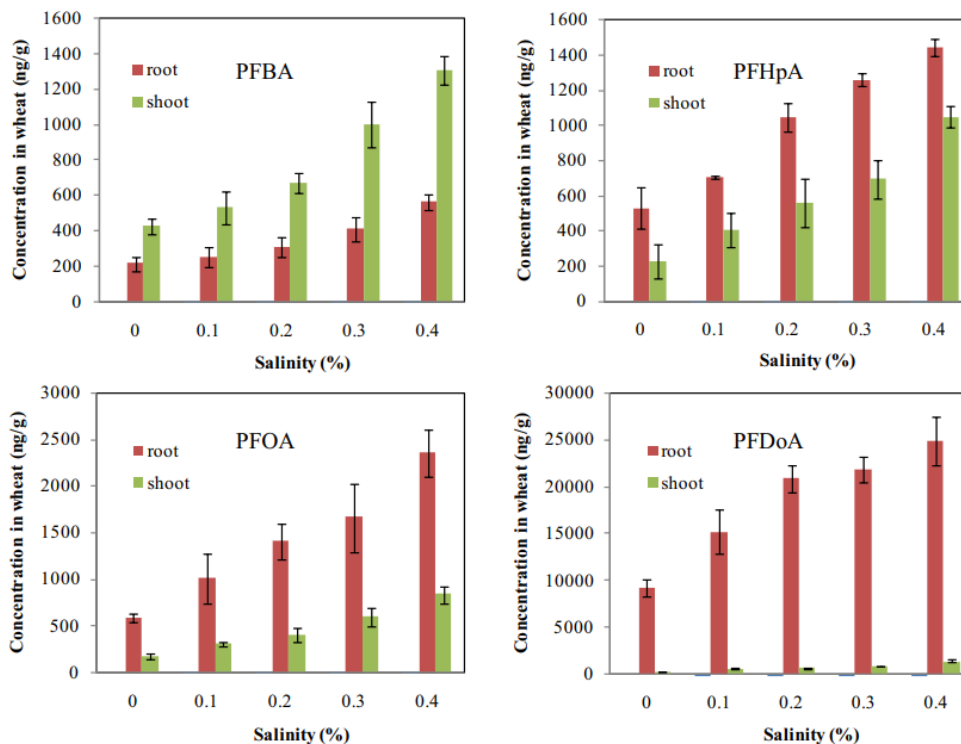 Concentration in wheat (ng/g)
1600
1400
1200
1000
800
600
400
200
0
PFBA
root
shoot
0 0.1 0.2 0.3 0.4
Salinity (%)
Concentration in wheat (ng/g)
1600
1400
1200
1000
800
600
400
200
0
PFHpA
root
shoot
0 0.1 0.2 0.3 0.4
Salinity (%)
Concentration in wheat (ng/g)
3000
2500
2000
1500
1000
500
0
PFOA
root
shoot
0 0.1 0.2 0.3 0.4
Salinity (%)
Concentration in wheat (ng/g)
30000
25000
20000
15000
10000
5000
0
PFDoA
root
shoot
0 0.1 0.2 0.3 0.4
Salinity (%)